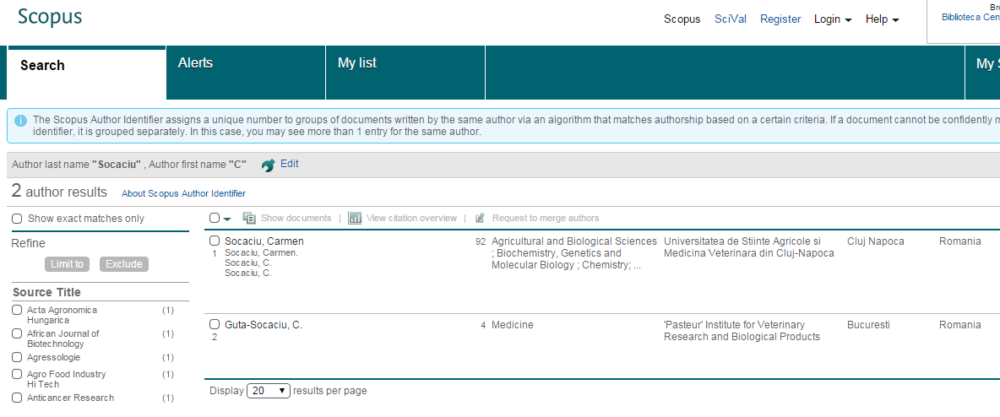 Scopus
Scopus SciVal Register Login Help
Bro
Biblioteca Cen
Search Alerts My list My S
The Scopus Author Identifier assigns a unique number to groups of documents written by the same author via an algorithm that matches authorship based on a certain criteria. If a document cannot be confidently m
identifier, it is grouped separately. In this case, you may see more than 1 entry for the same author.
Author last name "Socaciu" , Author first name "C" Edit
2 author results About Scopus Author Identifier
Show exact matches only
Refine
Limit to Exclude
Source Title
Acta Agronomica (1)
Hungarica
African Journal of (1)
Biotechnology
Agressologie (1)
Agro Food Industry (1)
Hi Tech
Anticancer Research (1)
Show documents | View citation overview | Request to merge authors
Socaciu, Carmen 92 Agricultural and Biological Sciences Universitatea de Stiinte Agricole si Cluj Napoca Romania
1 Socaciu, Carmen. ; Biochemistry, Genetics and Medicina Veterinara din Cluj-Napoca
Socaciu, C. Molecular Biology ; Chemistry; ...
Socaciu, C.
Guta-Socaciu, C. 4 Medicine 'Pasteur' Institute for Veterinary Bucuresti Romania
2 Research and Biological Products
Display 20 results per page